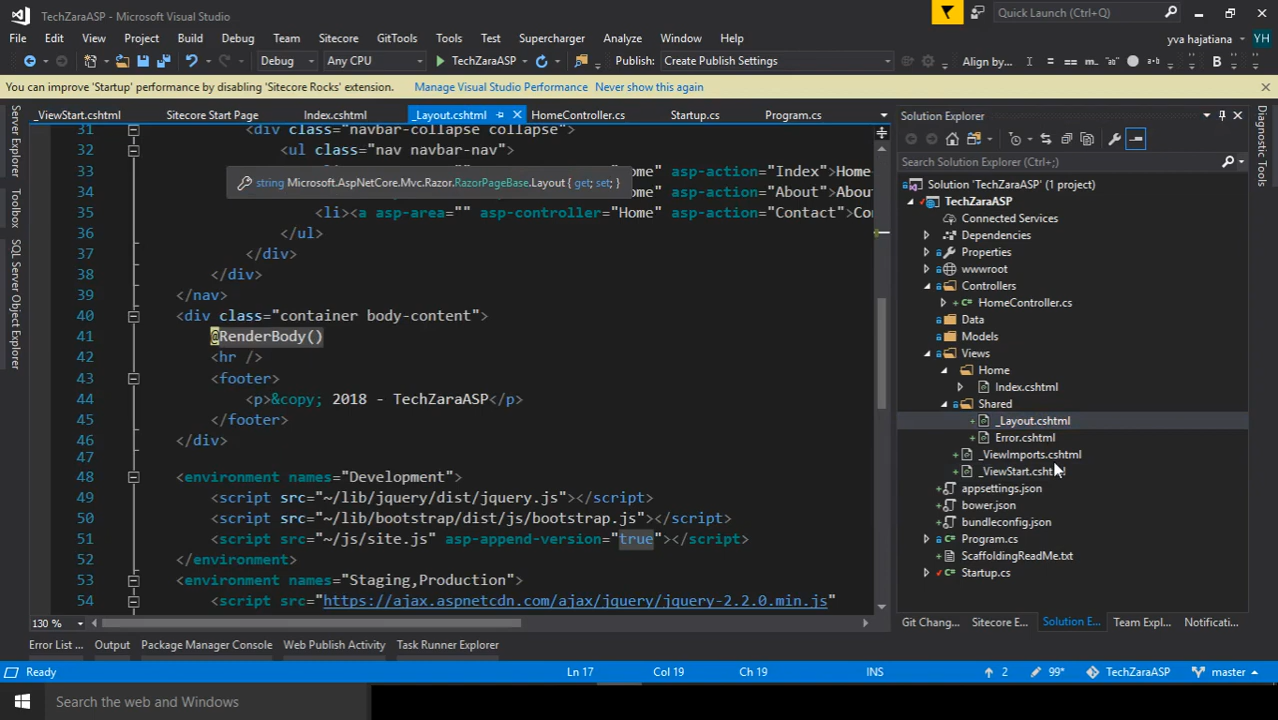 TechZaraASP - Microsoft Visual Studio
Quick Launch (Ctrl+Q)
File Edit View Project Build Debug Team Sitecore GitTools Tools Test Supercharger Analyze Window Help
yva hajatiana
YH
Debug
Any CPU
TechZaraASP
Publish:
Create Publish Settings
Align by...
You can improve 'Startup' performance by disabling 'Sitecore Rocks' extension.
Manage Visual Studio Performance
Never show this again
Server Explorer
Toolbox
SQL Server Object Explorer
_ViewStart.cshtml
Sitecore Start Page
Index.cshtml
_Layout.cshtml
HomeController.cs
Startup.cs
Program.cs
31 <div class="navbar-collapse collapse">
32 <ul class="nav navbar-nav">
33 ome" asp-action="Index">Home
string Microsoft.AspNetCore.Mvc.Razor.RazorPageBase.Layout { get; set; }
34 ome" asp-action="About">Abou
35 <li><a asp-area="" asp-controller="Home" asp-action="Contact">Co
36 </ul>
37 </div>
38 </div>
39 </nav>
40 <div class="container body-content">
41 @RenderBody()
42 <hr />
43 <footer>
44 <p>&copy; 2018 - TechZaraASP</p>
45 </footer>
46 </div>
47
48 <environment names="Development">
49 <script src="~/lib/jquery/dist/jquery.js"></script>
50 <script src="~/lib/bootstrap/dist/js/bootstrap.js"></script>
51 <script src="~/js/site.js" asp-append-version="true"></script>
52 </environment>
53 <environment names="Staging,Production">
54 <script src="https://ajax.aspnetcdn.com/ajax/jquery/jquery-2.2.0.min.js"
130 %
Solution Explorer
Search Solution Explorer (Ctrl+;)
Solution 'TechZaraASP' (1 project)
TechZaraASP
Connected Services
Dependencies
Properties
wwwroot
Controllers
HomeController.cs
Data
Models
Views
Home
Index.cshtml
Shared
_Layout.cshtml
Error.cshtml
_ViewImports.cshtml
_ViewStart.cshtml
appsettings.json
bower.json
bundleconfig.json
Program.cs
ScaffoldingReadMe.txt
Startup.cs
Git Chang...
Sitecore E...
Solution E...
Team Expl...
Notificati...
Diagnostic Tools
Error List ...
Output
Package Manager Console
Web Publish Activity
Task Runner Explorer
Ready
Ln 17
Col 19
Ch 19
INS
2
99*
TechZaraASP
master
Search the web and Windows